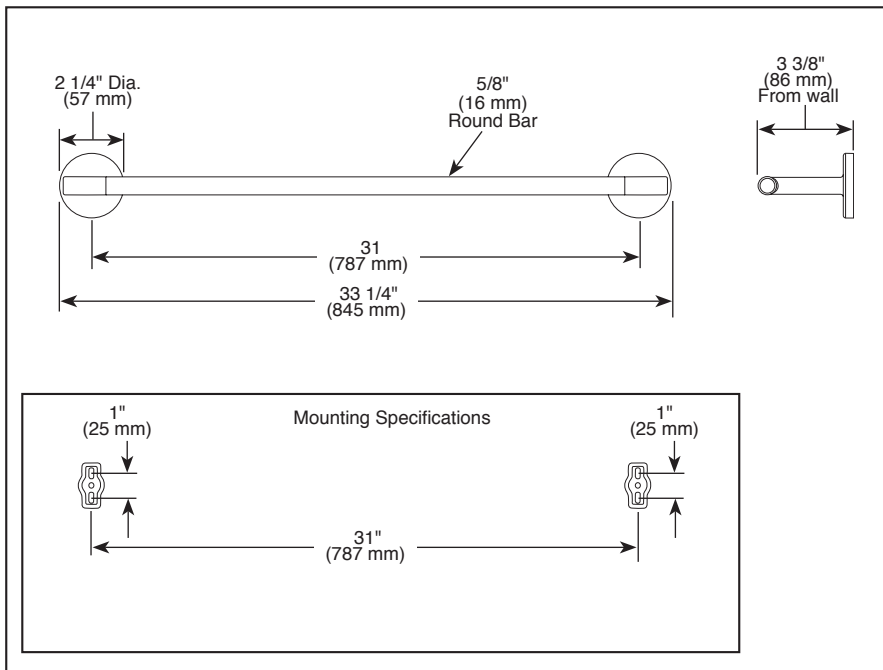 2 1/4" Dia.
(57 mm)
5/8"
(16 mm)
Round Bar
3 3/8"
(86 mm)
From wall
31
(787 mm)
33 1/4"
(845 mm)
Mounting Specifications
1"
(25 mm)
1"
(25 mm)
31"
(787 mm)